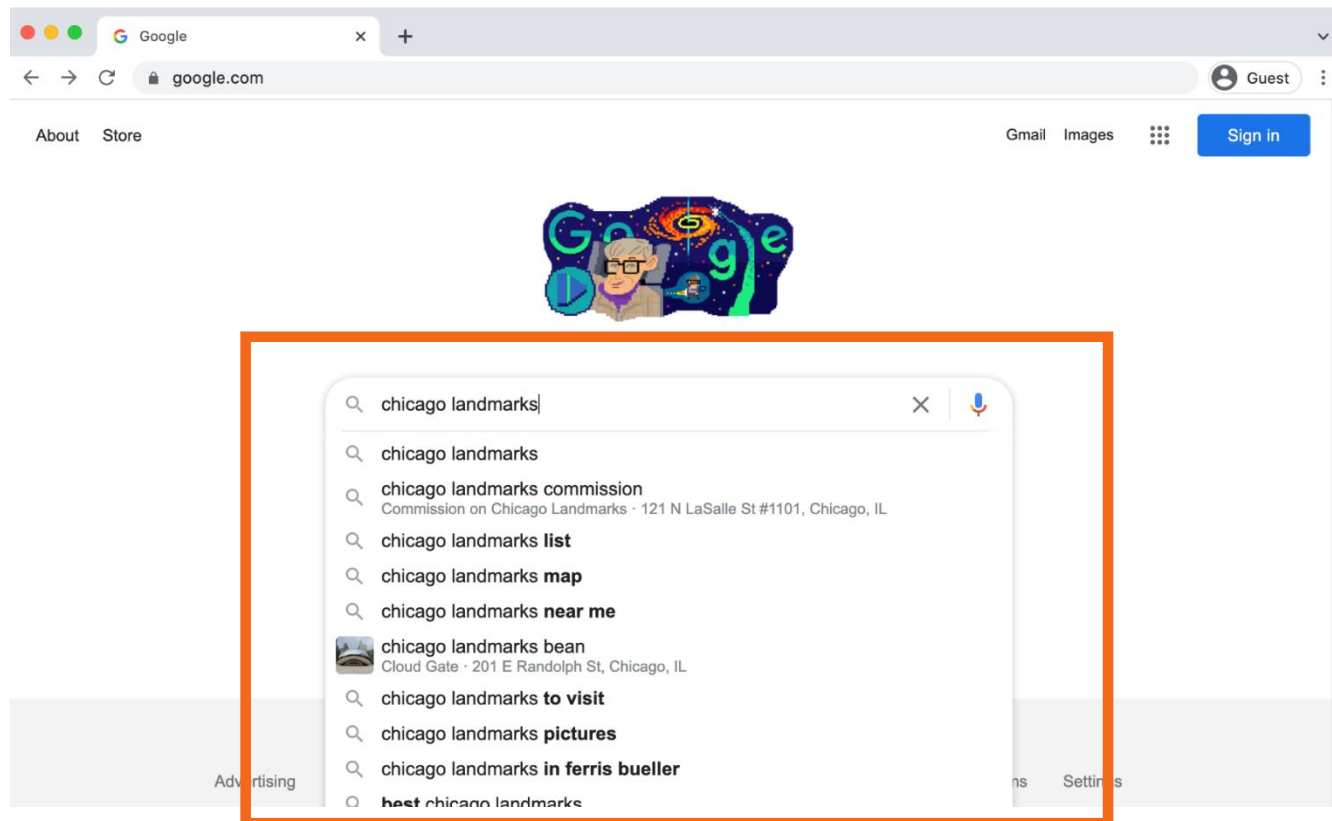 Google
google.com
Guest
About Store
Gmail Images
Sign in
Google
chicago landmarks
chicago landmarks
chicago landmarks commission
Commission on Chicago Landmarks · 121 N LaSalle St #1101, Chicago, IL
chicago landmarks list
chicago landmarks map
chicago landmarks near me
chicago landmarks bean
Cloud Gate · 201 E Randolph St, Chicago, IL
chicago landmarks to visit
chicago landmarks pictures
chicago landmarks in ferris bueller
Advertising
Settings
best chicago landmarks